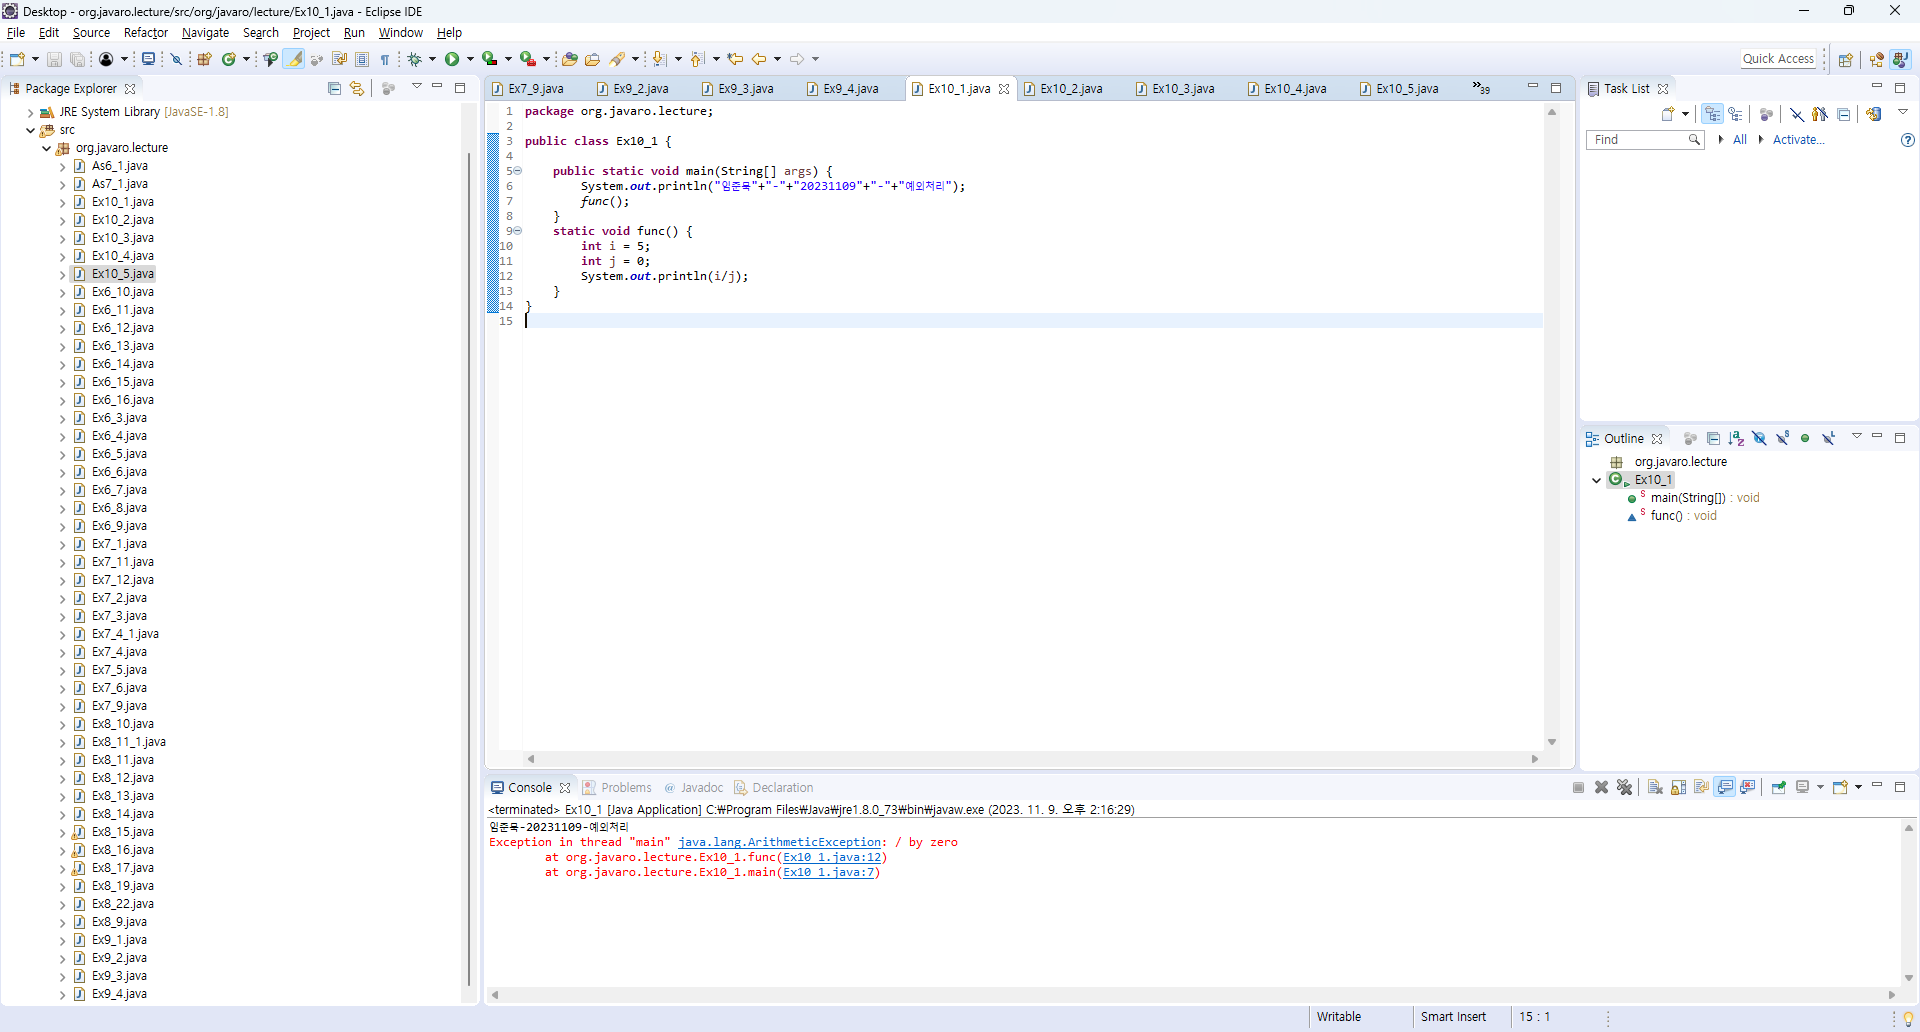 Desktop - org.javaro.lecture/src/org/javaro/lecture/Ex10_1.java - Eclipse IDE
File Edit Source Refactor Navigate Search Project Run Window Help
Quick Access
Package Explorer
JRE System Library [JavaSE-1.8]
src
org.javaro.lecture
As6_1.java
As7_1.java
Ex10_1.java
Ex10_2.java
Ex10_3.java
Ex10_4.java
Ex10_5.java
Ex6_10.java
Ex6_11.java
Ex6_12.java
Ex6_13.java
Ex6_14.java
Ex6_15.java
Ex6_16.java
Ex6_3.java
Ex6_4.java
Ex6_5.java
Ex6_6.java
Ex6_7.java
Ex6_8.java
Ex6_9.java
Ex7_1.java
Ex7_11.java
Ex7_12.java
Ex7_2.java
Ex7_3.java
Ex7_4_1.java
Ex7_4.java
Ex7_5.java
Ex7_6.java
Ex7_9.java
Ex8_10.java
Ex8_11_1.java
Ex8_11.java
Ex8_12.java
Ex8_13.java
Ex8_14.java
Ex8_15.java
Ex8_16.java
Ex8_17.java
Ex8_19.java
Ex8_22.java
Ex8_9.java
Ex9_1.java
Ex9_2.java
Ex9_3.java
Ex9_4.java
Ex7_9.java Ex9_2.java Ex9_3.java Ex9_4.java Ex10_1.java Ex10_2.java Ex10_3.java Ex10_4.java Ex10_5.java »39
1 package org.javaro.lecture;
2
3 public class Ex10_1 {
4
5 public static void main(String[] args) {
6 System.out.println("임준묵"+"-"+"20231109"+"-"+"예외처리");
7 func();
8 }
9 static void func() {
10 int i = 5;
11 int j = 0;
12 System.out.println(i/j);
13 }
14 }
15
Task List
Find All Activate...
Outline
org.javaro.lecture
Ex10_1
main(String[]) : void
func() : void
Console Problems @ Javadoc Declaration
<terminated> Ex10_1 [Java Application] C:₩Program Files₩Java₩jre1.8.0_73₩bin₩javaw.exe (2023. 11. 9. 오후 2:16:29)
임준묵-20231109-예외처리
Exception in thread "main" java.lang.ArithmeticException: / by zero
at org.javaro.lecture.Ex10_1.func(Ex10_1.java:12)
at org.javaro.lecture.Ex10_1.main(Ex10_1.java:7)
Writable Smart Insert 15 : 1